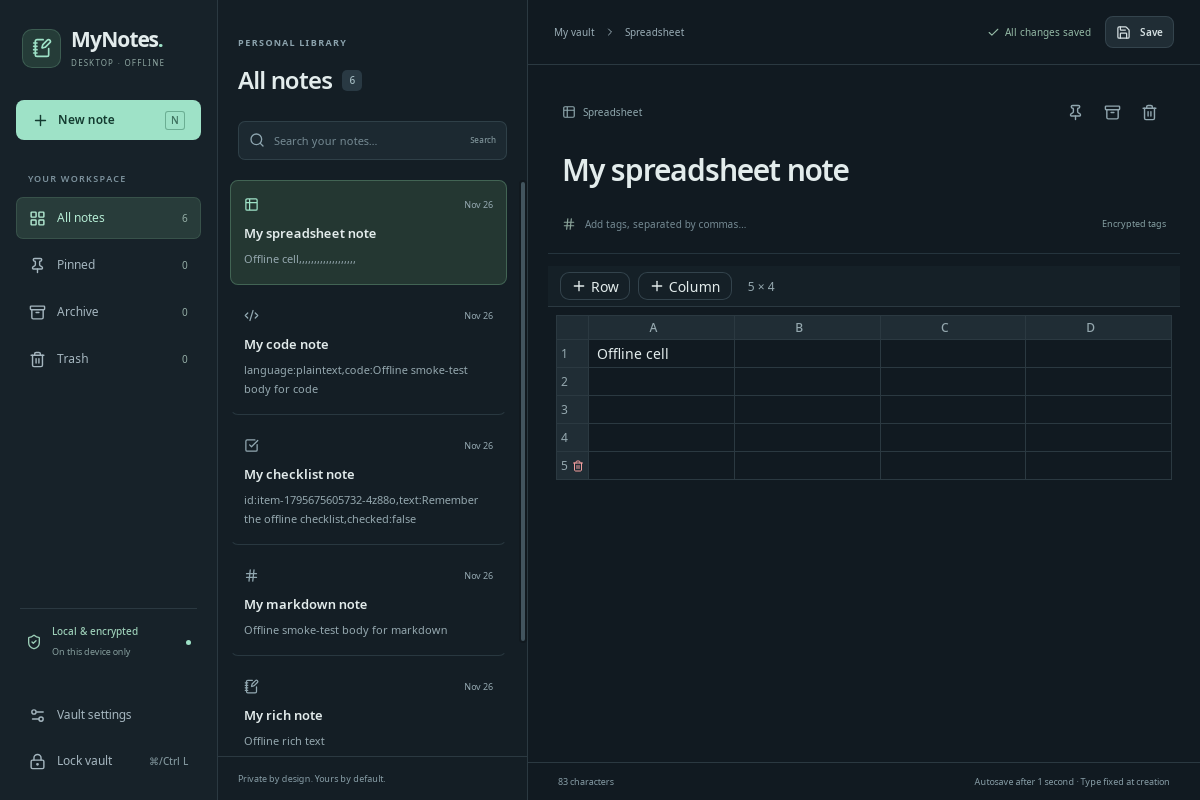 MyNotes.
DESKTOP · OFFLINE
New note N
YOUR WORKSPACE
All notes 6
Pinned 0
Archive 0
Trash 0
Local & encrypted
On this device only
Vault settings
Lock vault ⌘/Ctrl L
PERSONAL LIBRARY
All notes 6
Search your notes... Search
Nov 26
My spreadsheet note
Offline cell,,,,,,,,,,,,,,,,,,,
Nov 26
My code note
language:plaintext,code:Offline smoke-test
body for code
Nov 26
My checklist note
id:item-1795675605732-4z88o,text:Remember
the offline checklist,checked:false
Nov 26
My markdown note
Offline smoke-test body for markdown
Nov 26
My rich note
Offline rich text
Private by design. Yours by default.
My vault Spreadsheet
All changes saved Save
Spreadsheet
My spreadsheet note
Add tags, separated by commas... Encrypted tags
Row Column 5 × 4
A B C D
1 Offline cell
2
3
4
5
83 characters Autosave after 1 second · Type fixed at creation